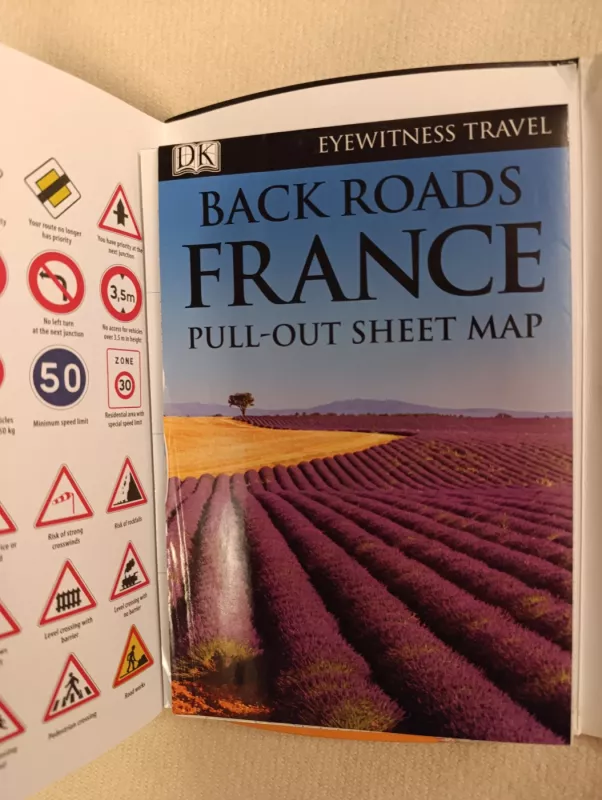 Your route no longer
has priority
You have priority at the
next junction
No left turn
at the next junction
3,5m
No access for vehicles
over 3.5 m in height
50
Minimum speed limit
ZONE
30
Residential area with
special speed limit
Risk of strong
crosswinds
Risk of rockfalls
Level crossing with
barrier
Level crossing with
no barrier
Pedestrian crossing
Road works
DK
EYEWITNESS TRAVEL
BACK ROADS
FRANCE
PULL-OUT SHEET MAP